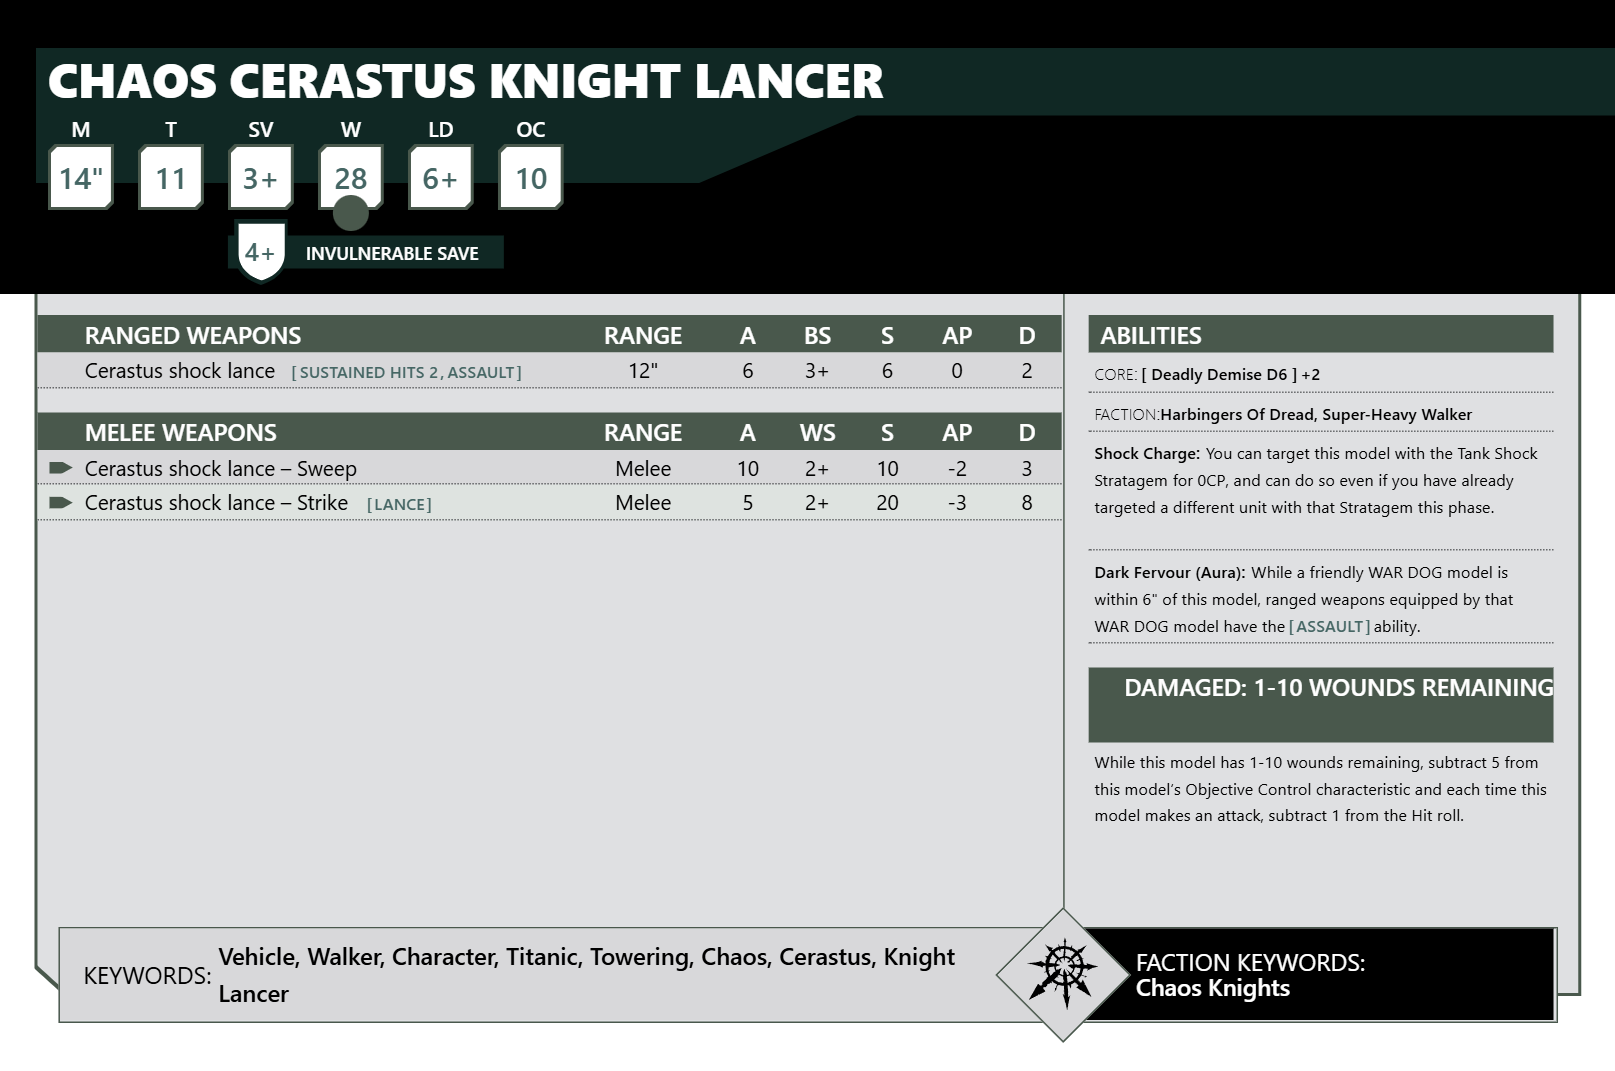 CHAOS CERASTUS KNIGHT LANCER
M T SV W LD OC
14" 11 3+ 28 6+ 10
4+ INVULNERABLE SAVE
RANGED WEAPONS RANGE A BS S AP D
Cerastus shock lance [ SUSTAINED HITS 2 , ASSAULT ] 12" 6 3+ 6 0 2
MELEE WEAPONS RANGE A WS S AP D
Cerastus shock lance – Sweep Melee 10 2+ 10 -2 3
Cerastus shock lance – Strike [ LANCE ] Melee 5 2+ 20 -3 8
ABILITIES
CORE: [ Deadly Demise D6 ] +2
FACTION:Harbingers Of Dread, Super-Heavy Walker
Shock Charge: You can target this model with the Tank Shock
Stratagem for 0CP, and can do so even if you have already
targeted a different unit with that Stratagem this phase.
Dark Fervour (Aura): While a friendly WAR DOG model is
within 6" of this model, ranged weapons equipped by that
WAR DOG model have the [ ASSAULT ] ability.
DAMAGED: 1-10 WOUNDS REMAINING
While this model has 1-10 wounds remaining, subtract 5 from
this model’s Objective Control characteristic and each time this
model makes an attack, subtract 1 from the Hit roll.
KEYWORDS: Vehicle, Walker, Character, Titanic, Towering, Chaos, Cerastus, Knight
Lancer
FACTION KEYWORDS:
Chaos Knights